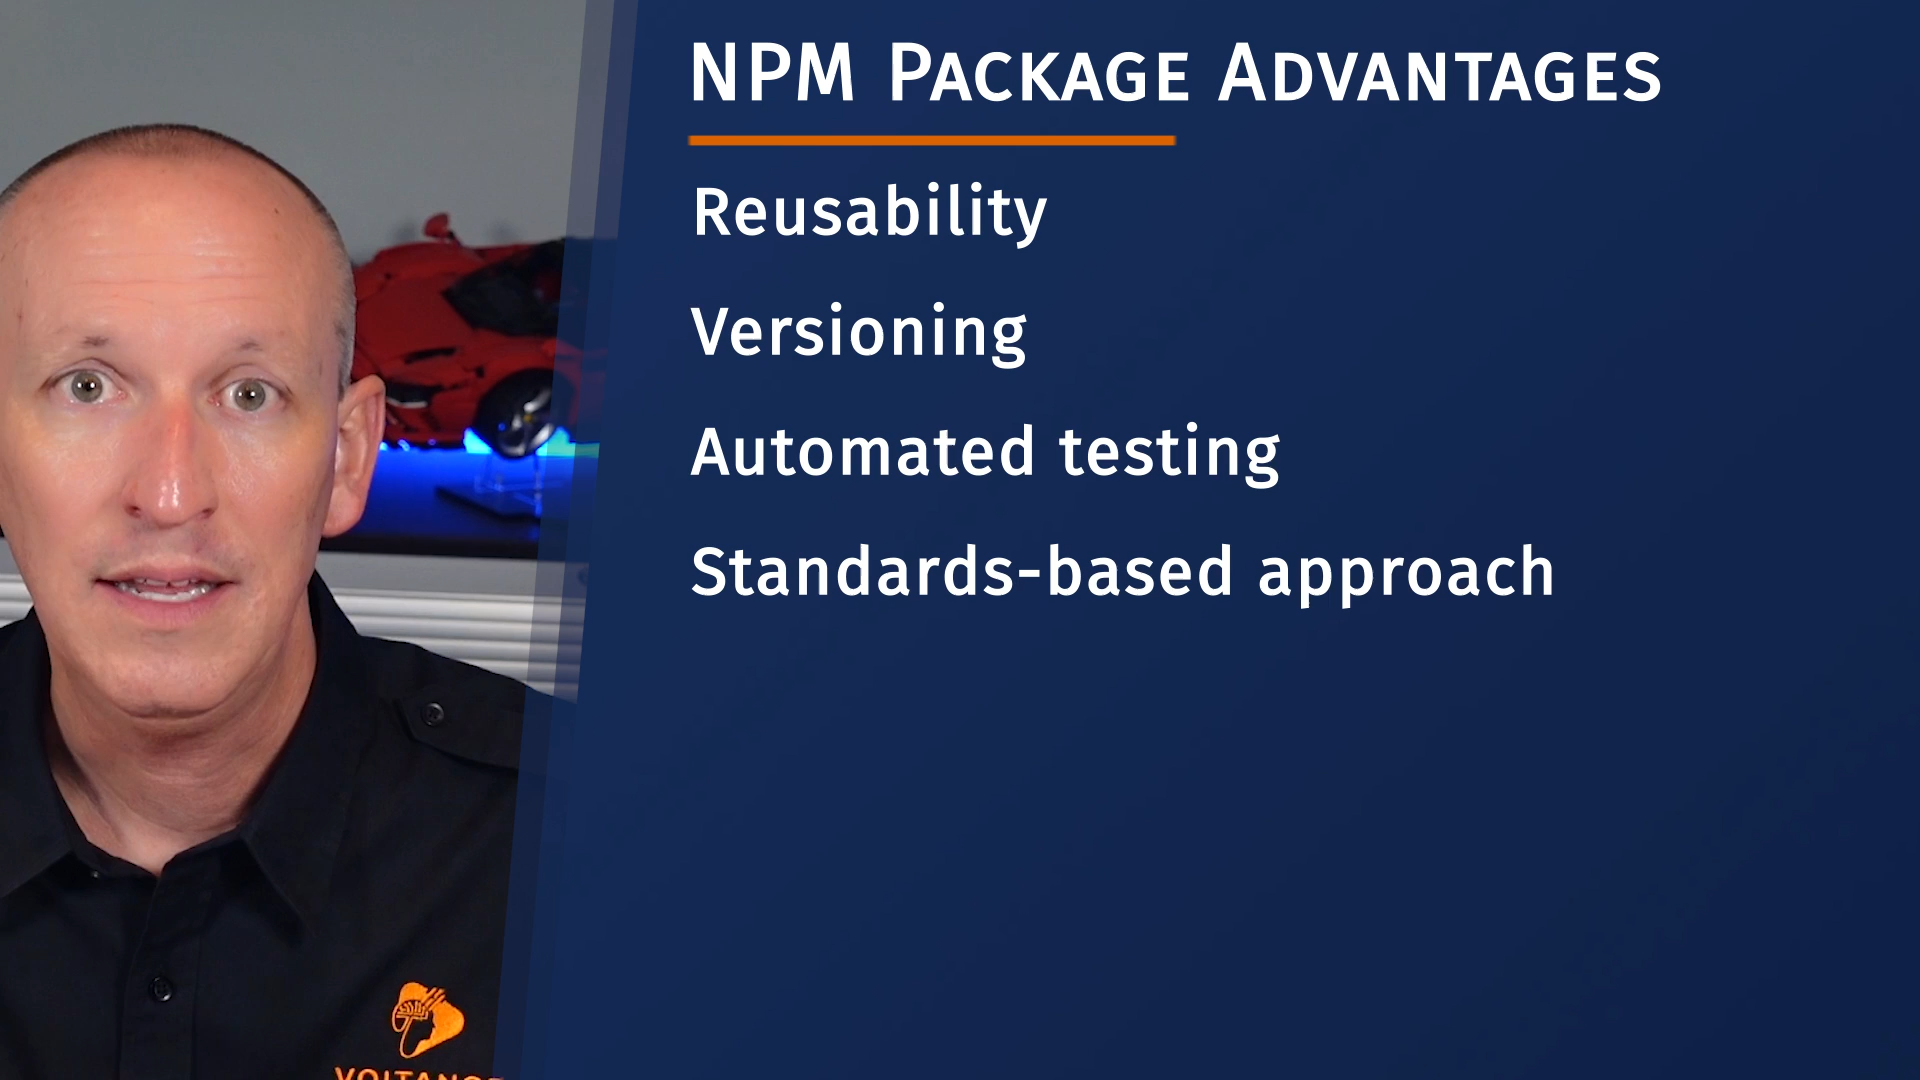 NPM Package Advantages
Reusability
Versioning
Automated testing
Standards-based approach